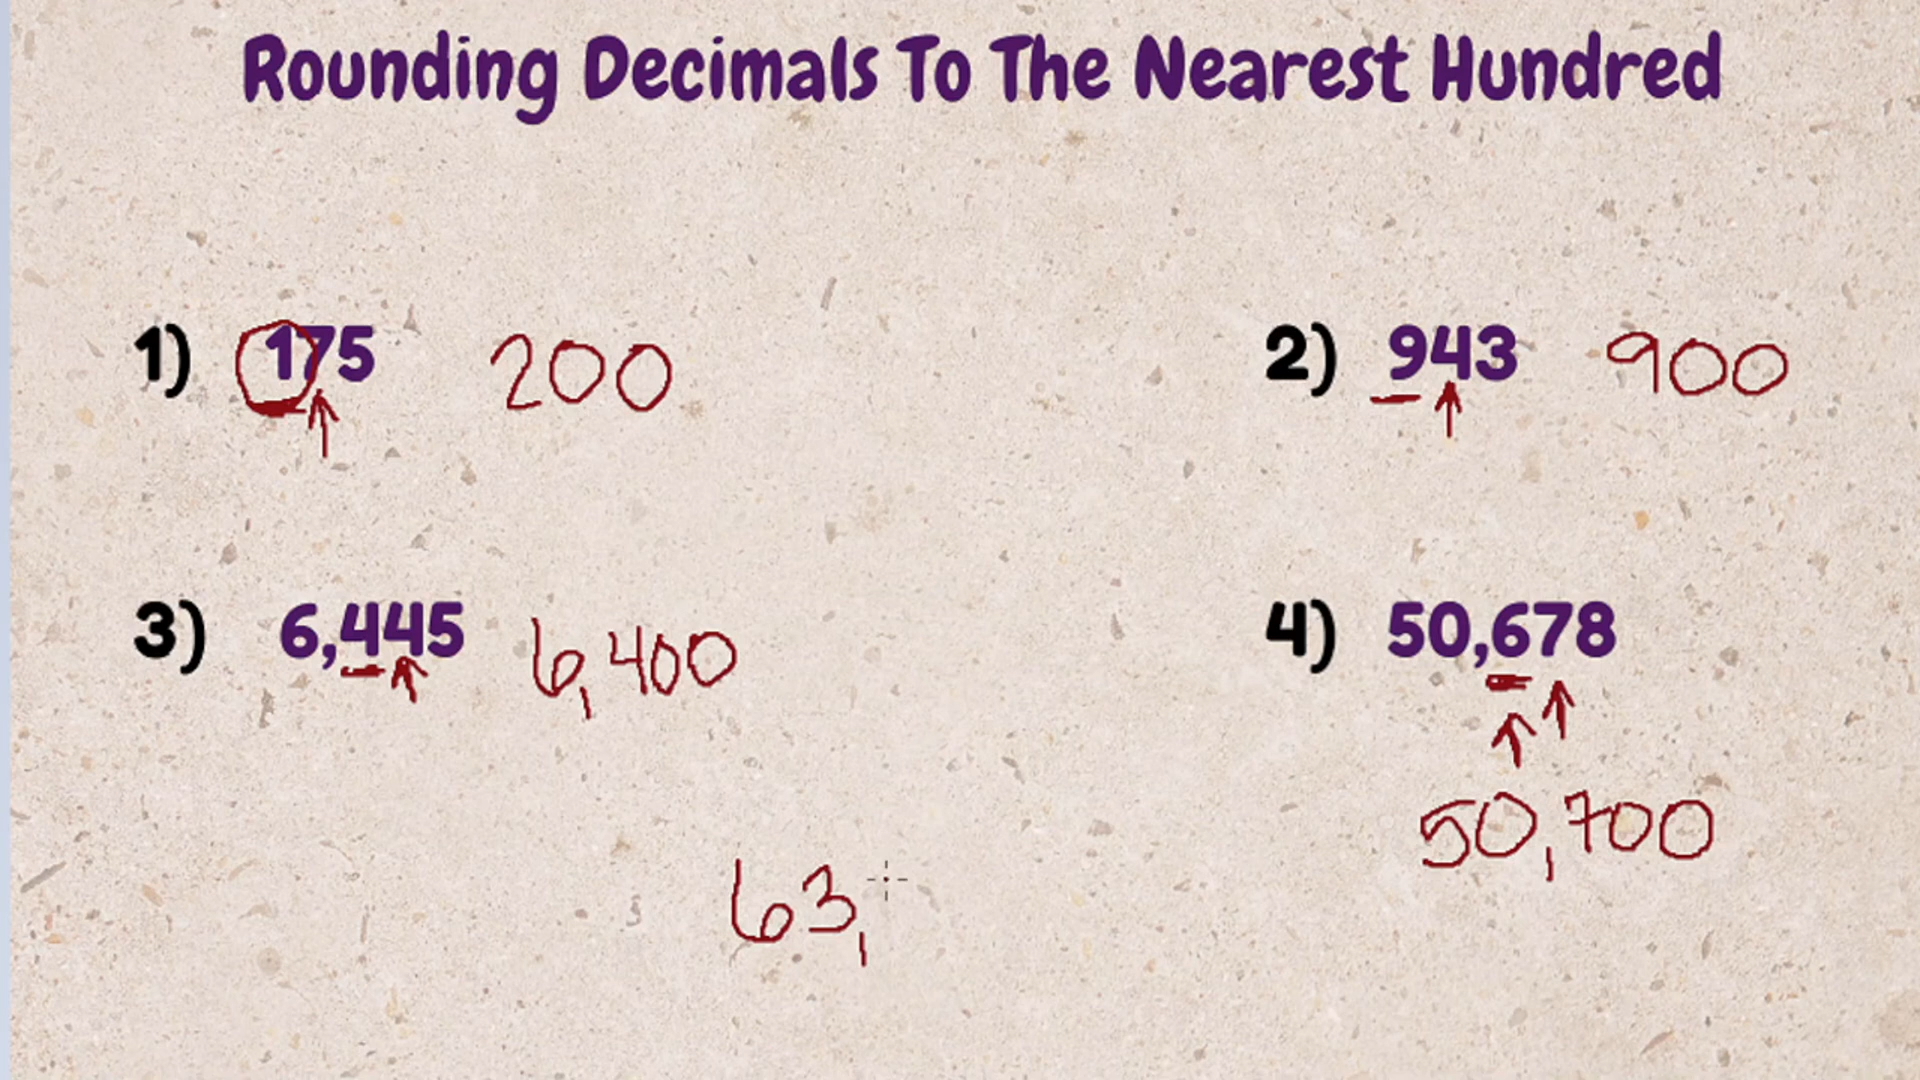 Rounding Decimals To The Nearest Hundred
1) 175 200
2) 943 900
3) 6,445 6,400
4) 50,678
50,700
63,